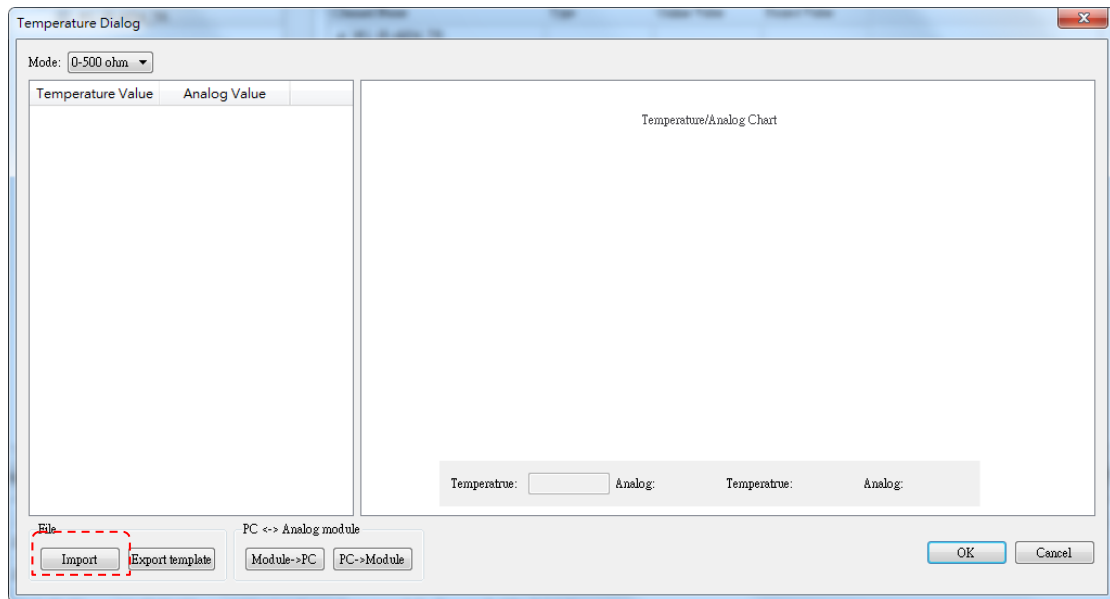 Temperature Dialog
Mode: 0-500 ohm
Temperature Value Analog Value
Temperature/Analog Chart
Temperatrue: Analog: Temperatrue: Analog:
File PC <-> Analog module
Import Export template Module->PC PC->Module OK Cancel